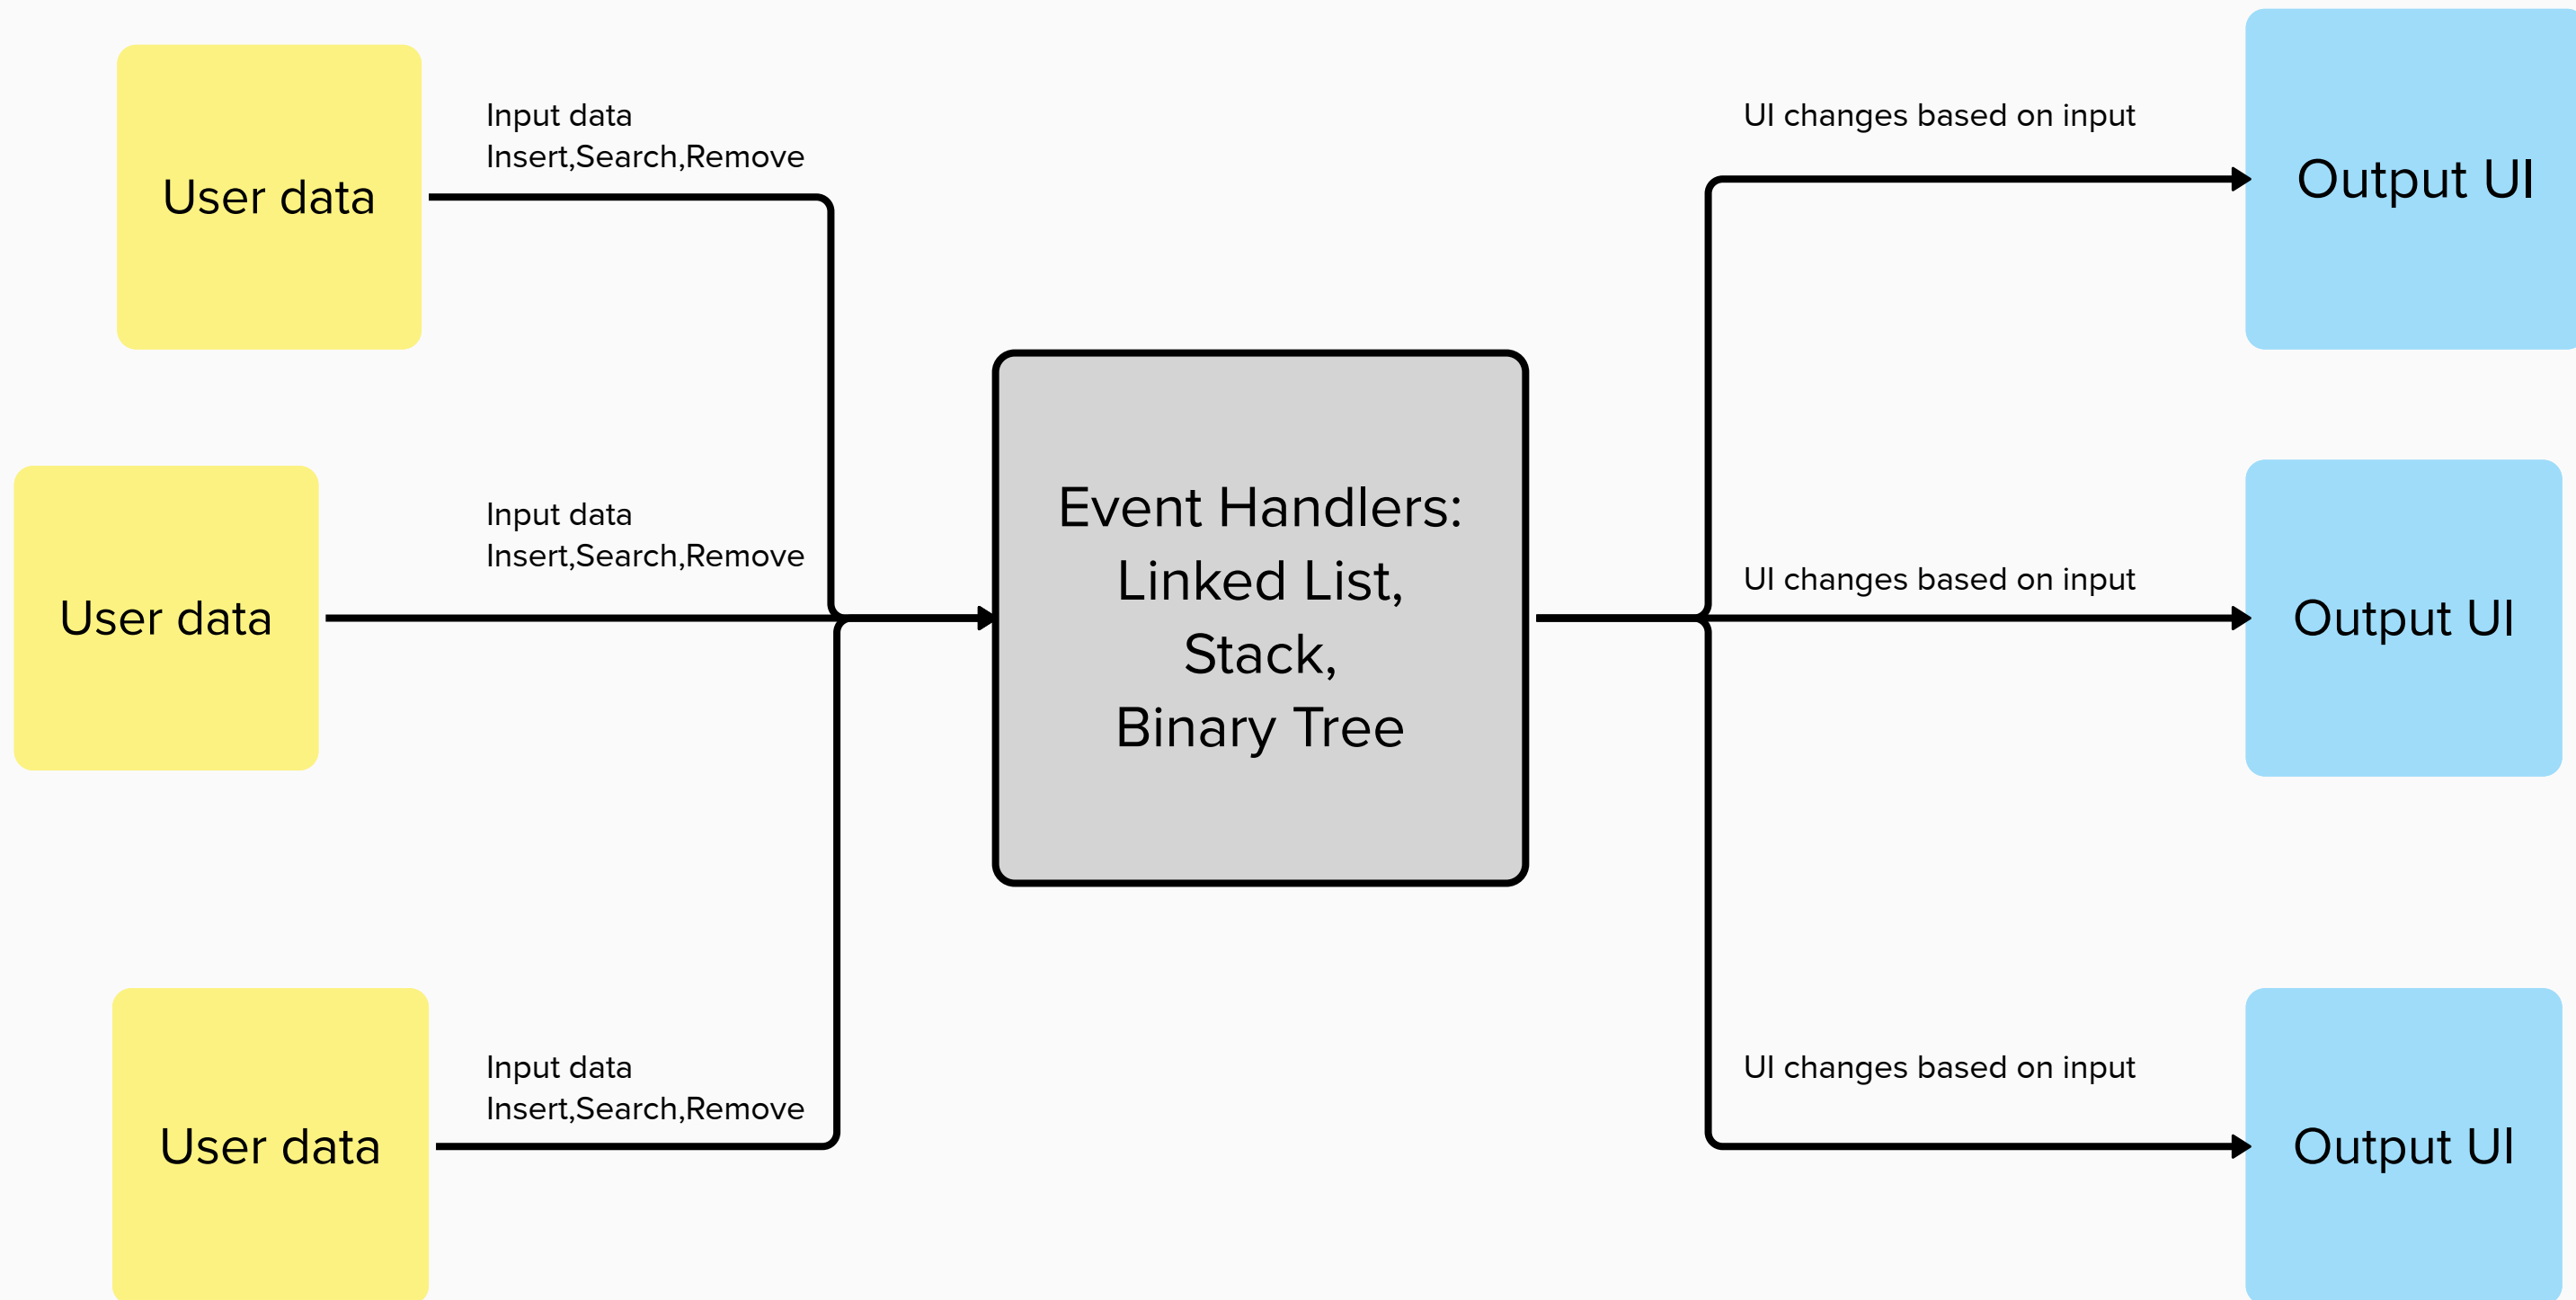 User data
Input data
Insert,Search,Remove
UI changes based on input
Output UI
User data
Input data
Insert,Search,Remove
Event Handlers:
Linked List,
Stack,
Binary Tree
UI changes based on input
Output UI
User data
Input data
Insert,Search,Remove
UI changes based on input
Output UI